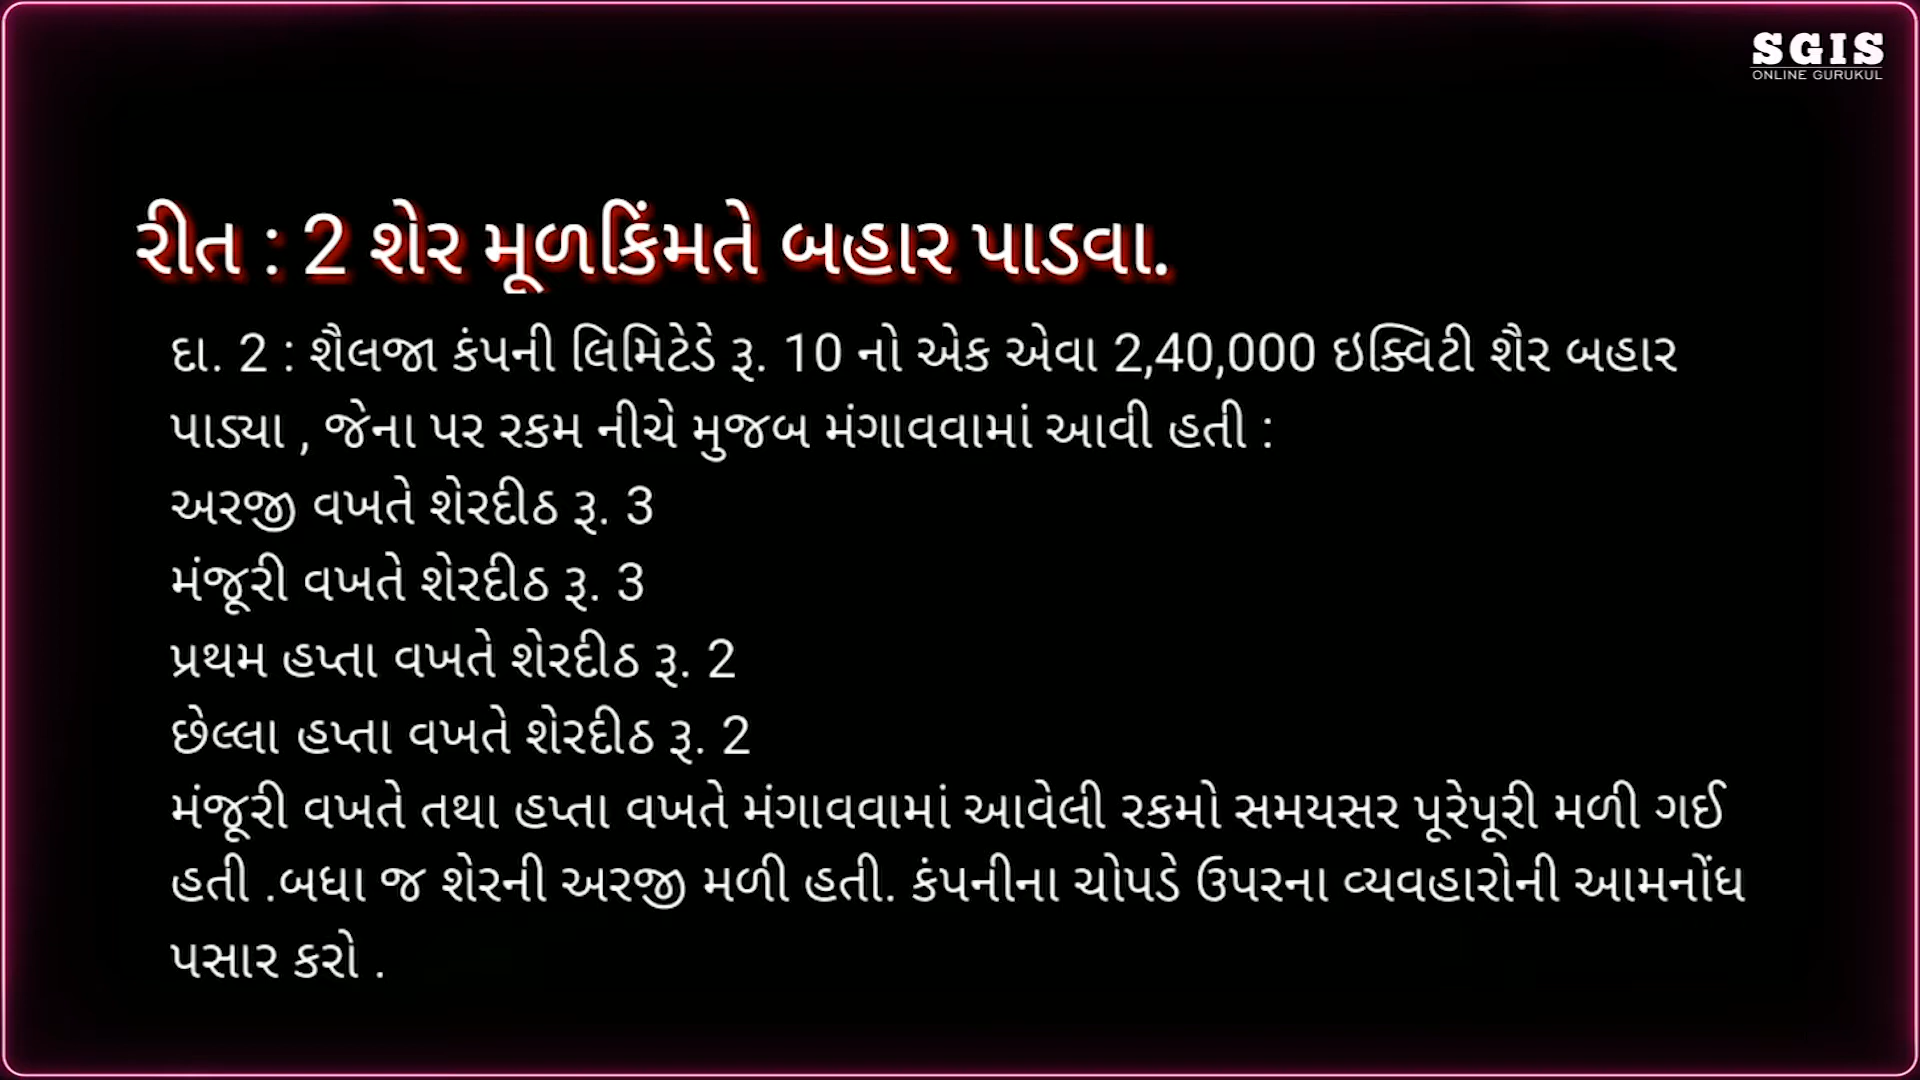 SGIS
ONLINE GURUKUL
રીત : 2 શેર મૂળકિંમતે બહાર પાડવા.
દા. 2 : શૈલજા કંપની લિમિટેડે રૂ. 10 નો એક એવા 2,40,000 ઇક્વિટી શૈર બહાર
પાડ્યા , જેના પર રકમ નીચે મુજબ મંગાવવામાં આવી હતી :
અરજી વખતે શેરદીઠ રૂ. 3
મંજૂરી વખતે શેરદીઠ રૂ. 3
પ્રથમ હપ્તા વખતે શેરદીઠ રૂ. 2
છેલ્લા હપ્તા વખતે શેરદીઠ રૂ. 2
મંજૂરી વખતે તથા હપ્તા વખતે મંગાવવામાં આવેલી રકમો સમયસર પૂરેપૂરી મળી ગઈ
હતી .બધા જ શેરની અરજી મળી હતી. કંપનીના ચોપડે ઉપરના વ્યવહારોની આમનોંધ
પસાર કરો .